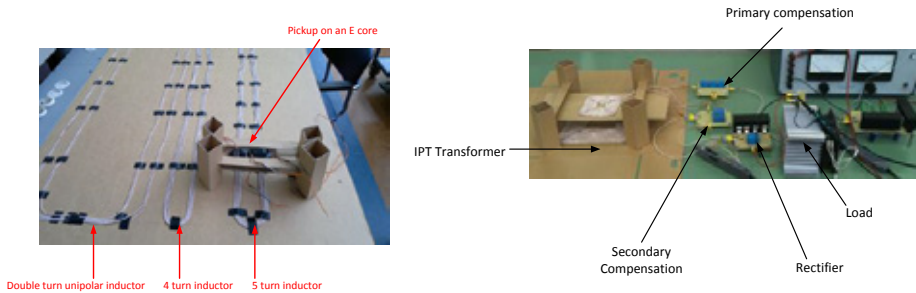 Pickup on an E core
Double turn unipolar inductor
4 turn inductor
5 turn inductor
Primary compensation
IPT Transformer
Load
Secondary
Compensation
Rectifier